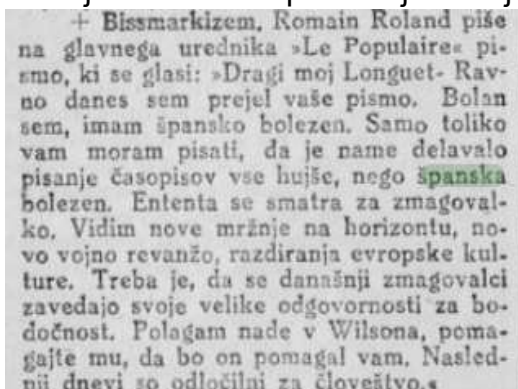 + Bissmarkizem. Romain Roland piše
na glavnega urednika »Le Populaire« pi-
smo, ki se glasi: »Dragi moj Longuet- Rav-
no danes sem prejel vaše pismo. Bolan
sem, imam špansko bolezen. Samo toliko
vam moram pisati, da je name delavalo
pisanje časopisov vse hujše, nego španska
bolezen. Ententa se smatra za zmagoval-
ko. Vidim nove mržnje na horizontu, no-
vo vojno revanžo, razdiranja evropske kul-
ture. Treba je, da se današnji zmagovalci
zavedajo svoje velike odgovornosti za bo-
dočnost. Polagam nade v Wilsona, poma-
gajte mu, da bo on pomagal vam. Nasled-
nji dnevi so odločilni za človeštvo.